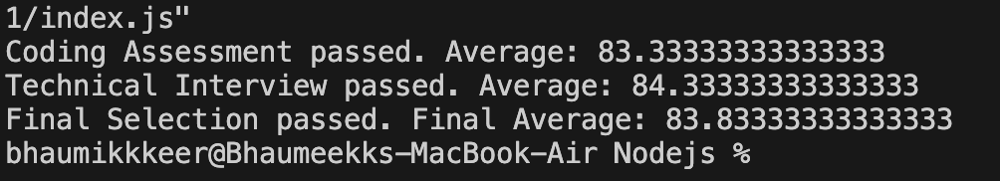 1/index.js"
Coding Assessment passed. Average: 83.33333333333333
Technical Interview passed. Average: 84.33333333333333
Final Selection passed. Final Average: 83.83333333333333
bhaumikkkeer@Bhaumeekks-MacBook-Air Nodejs %